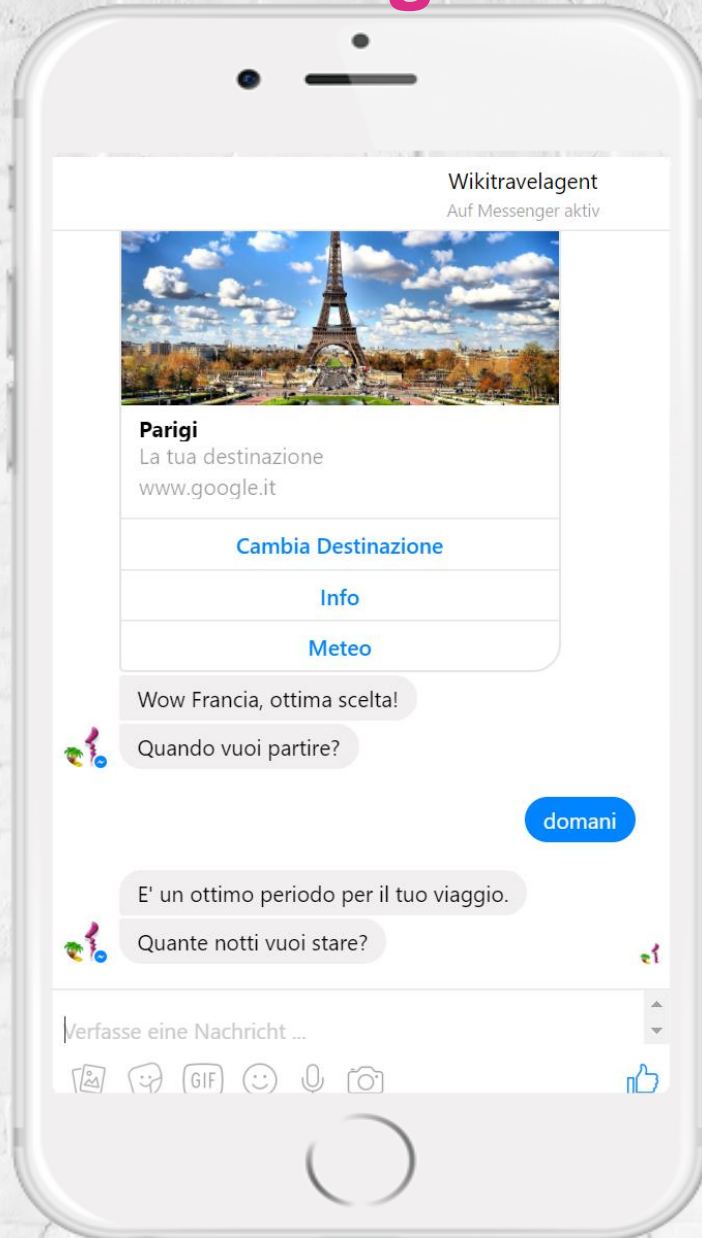 Wikitravelagent
Auf Messenger aktiv
Parigi
La tua destinazione
www.google.it
Cambia Destinazione
Info
Meteo
Wow Francia, ottima scelta!
Quando vuoi partire?
domani
E' un ottimo periodo per il tuo viaggio.
Quante notti vuoi stare?
Verfasse eine Nachricht ...
GIF